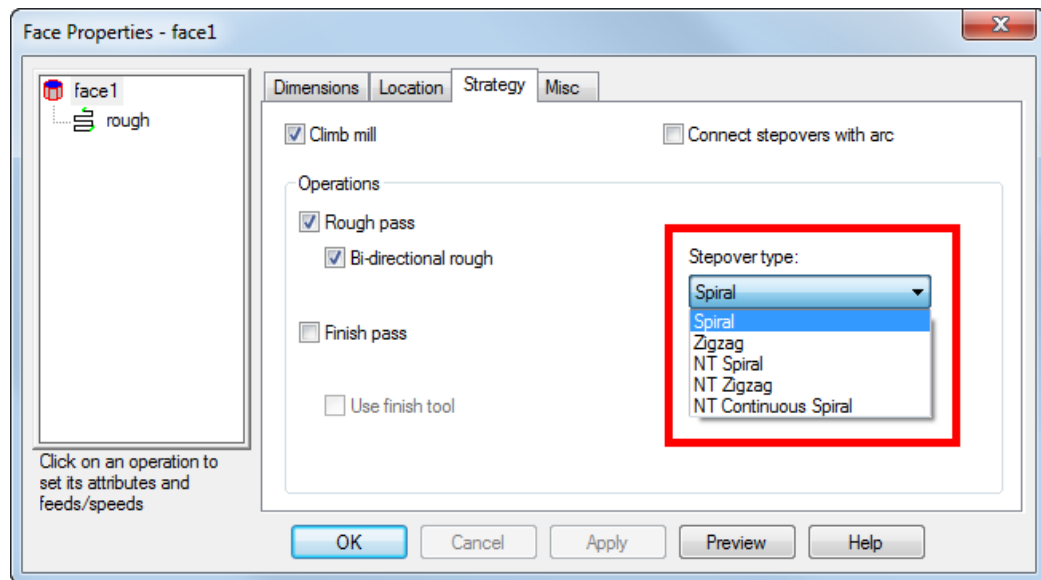 Face Properties - face1
face1
rough
Click on an operation to
set its attributes and
feeds/speeds
Dimensions
Location
Strategy
Misc
Climb mill
Connect stepovers with arc
Operations
Rough pass
Bi-directional rough
Finish pass
Use finish tool
Stepover type:
Spiral
Spiral
Zigzag
NT Spiral
NT Zigzag
NT Continuous Spiral
OK
Cancel
Apply
Preview
Help